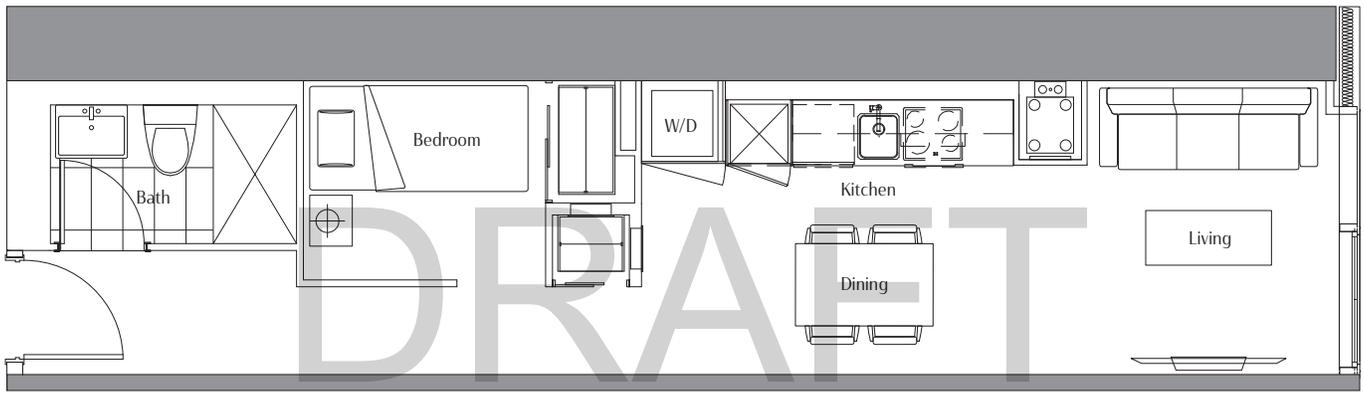 Bedroom
W/D
Bath
Kitchen
Living
Dining
DRAFT